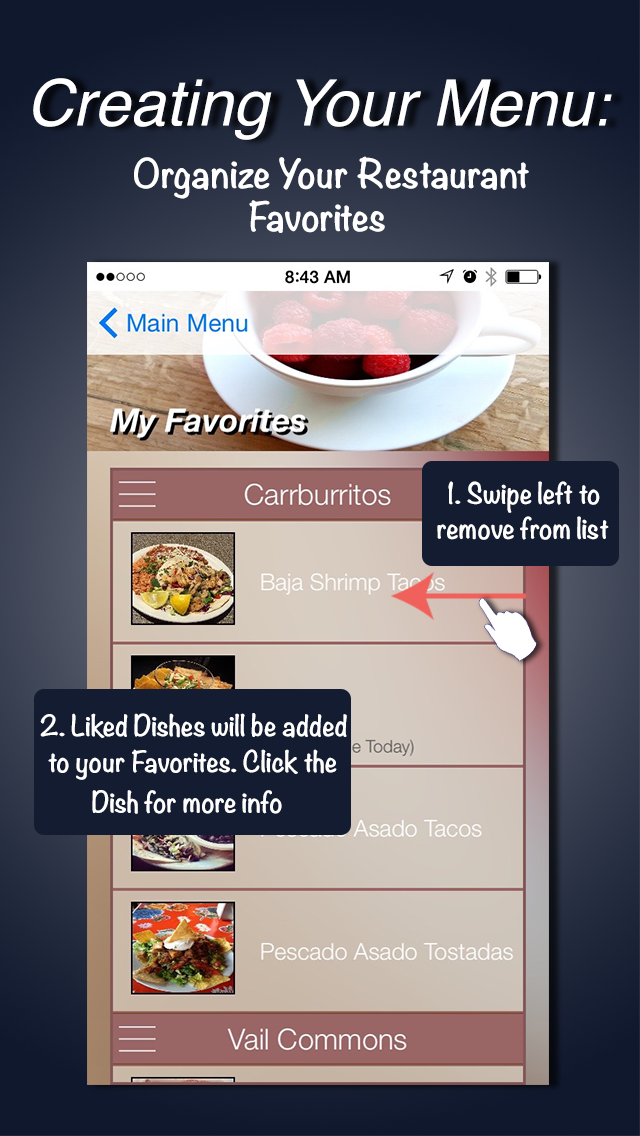 Creating Your Menu:
Organize Your Restaurant
Favorites
8:43 AM
Main Menu
My Favorites
Carrburritos
1. Swipe left to
remove from list
Baja Shrimp Tacos
2. Liked Dishes will be added
to your Favorites. Click the
Dish for more info
Today)
Asado Tacos
Pescado Asado Tostadas
Vail Commons